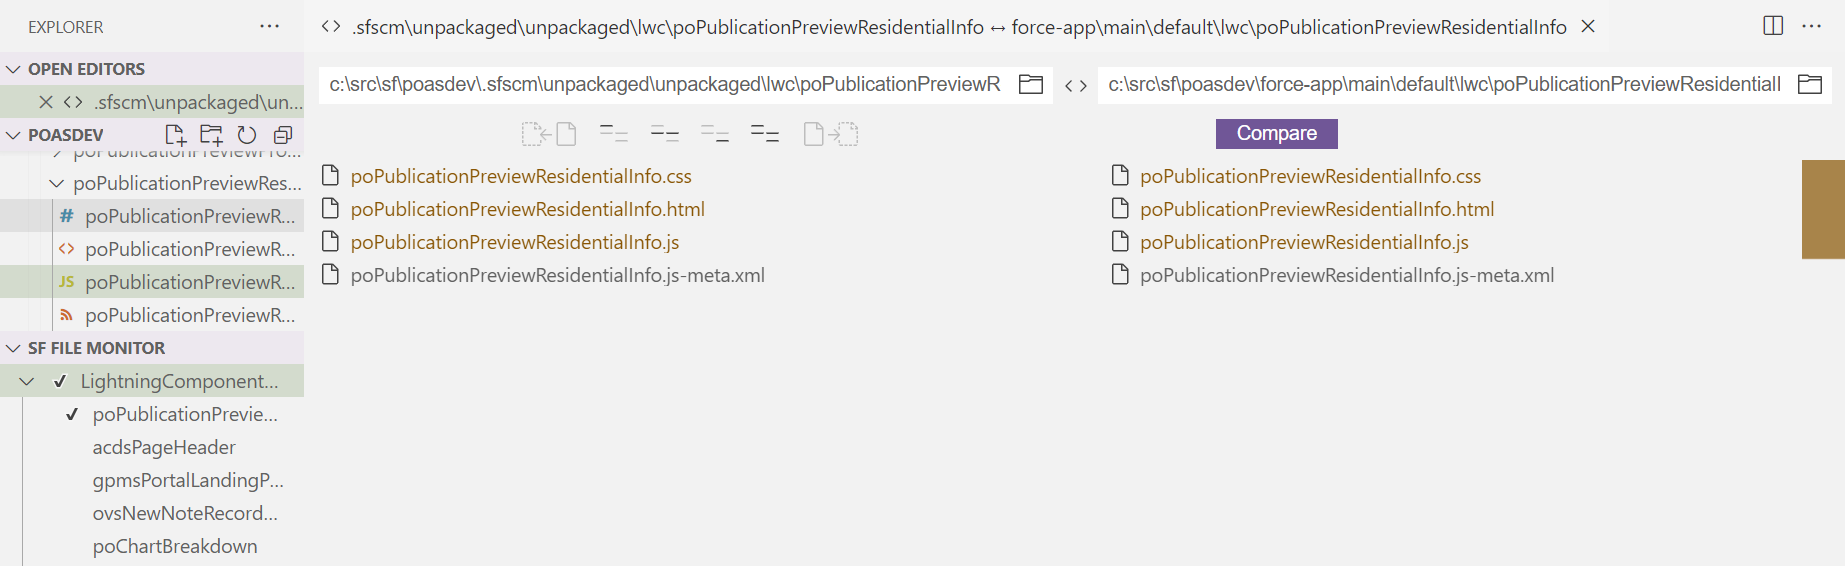 EXPLORER
.sfscm\unpackaged\unpackaged\lwc\poPublicationPreviewResidentialInfo ↔ force-app\main\default\lwc\poPublicationPreviewResidentialInfo
OPEN EDITORS
.sfscm\unpackaged\un...
POASDEV
poPublicationPreviewPro...
poPublicationPreviewRes...
# poPublicationPreviewR...
<> poPublicationPreviewR...
JS poPublicationPreviewR...
poPublicationPreviewR...
SF FILE MONITOR
LightningComponent...
poPublicationPrevie...
acdsPageHeader
gpmsPortalLandingP...
ovsNewNoteRecord...
poChartBreakdown
c:\src\sf\poasdev\.sfscm\unpackaged\unpackaged\lwc\poPublicationPreviewR
c:\src\sf\poasdev\force-app\main\default\lwc\poPublicationPreviewResidentialI
Compare
poPublicationPreviewResidentialInfo.css
poPublicationPreviewResidentialInfo.html
poPublicationPreviewResidentialInfo.js
poPublicationPreviewResidentialInfo.js-meta.xml
poPublicationPreviewResidentialInfo.css
poPublicationPreviewResidentialInfo.html
poPublicationPreviewResidentialInfo.js
poPublicationPreviewResidentialInfo.js-meta.xml